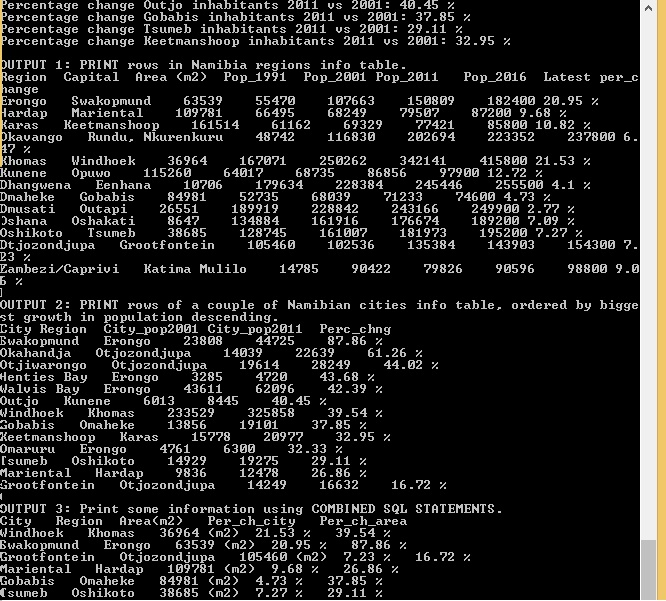 Percentage change Outjo inhabitants 2011 vs 2001: 40.45 %
Percentage change Gobabis inhabitants 2011 vs 2001: 37.85 %
Percentage change Tsumeb inhabitants 2011 vs 2001: 29.11 %
Percentage change Keetmanshoop inhabitants 2011 vs 2001: 32.95 %
OUTPUT 1: PRINT rows in Namibia regions info table.
Region Capital Area (m2) Pop_1991 Pop_2001 Pop_2011 Pop_2016 Latest per_c
hange
Erongo Swakopmund 63539 55470 107663 150809 182400 20.95 %
Hardap Mariental 109781 66495 68249 79507 87200 9.68 %
Karas Keetmanshoop 161514 61162 69329 77421 85800 10.82 %
Okavango Rundu, Nkurenkuru 48742 116830 202694 223352 237800 6.
47 %
Khomas Windhoek 36964 167071 250262 342141 415800 21.53 %
Kunene Opuwo 115260 64017 68735 86856 97900 12.72 %
Ohangwena Eenhana 10706 179634 228384 245446 255500 4.1 %
Omaheke Gobabis 84981 52735 68039 71233 74600 4.73 %
Omusati Outapi 26551 189919 228842 243166 249900 2.77 %
Oshana Oshakati 8647 134884 161916 176674 189200 7.09 %
Oshikoto Tsumeb 38685 128745 161007 181973 195200 7.27 %
Otjozondjupa Grootfontein 105460 102536 135384 143903 154300 7.
23 %
Zambezi/Caprivi Katima Mulilo 14785 90422 79826 90596 98800 9.0
6 %
OUTPUT 2: PRINT rows of a couple of Namibian cities info table, ordered by bigge
st growth in population descending.
City Region City_pop2001 City_pop2011 Perc_chng
Swakopmund Erongo 23808 44725 87.86 %
Okahandja Otjozondjupa 14039 22639 61.26 %
Otjiwarongo Otjozondjupa 19614 28249 44.02 %
Henties Bay Erongo 3285 4720 43.68 %
Walvis Bay Erongo 43611 62096 42.39 %
Outjo Kunene 6013 8445 40.45 %
Windhoek Khomas 233529 325858 39.54 %
Gobabis Omaheke 13856 19101 37.85 %
Keetmanshoop Karas 15778 20977 32.95 %
Omaruru Erongo 4761 6300 32.33 %
Tsumeb Oshikoto 14929 19275 29.11 %
Mariental Hardap 9836 12478 26.86 %
Grootfontein Otjozondjupa 14249 16632 16.72 %
OUTPUT 3: Print some information using COMBINED SQL STATEMENTS.
City Region Area(m2) Per_ch_city Per_ch_area
Windhoek Khomas 36964 (m2) 21.53 % 39.54 %
Swakopmund Erongo 63539 (m2) 20.95 % 87.86 %
Grootfontein Otjozondjupa 105460 (m2) 7.23 % 16.72 %
Mariental Hardap 109781 (m2) 9.68 % 26.86 %
Gobabis Omaheke 84981 (m2) 4.73 % 37.85 %
Tsumeb Oshikoto 38685 (m2) 7.27 % 29.11 %